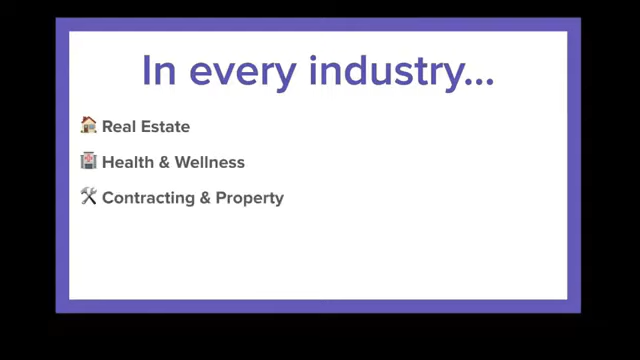 In every industry...
Real Estate
Health & Wellness
Contracting & Property